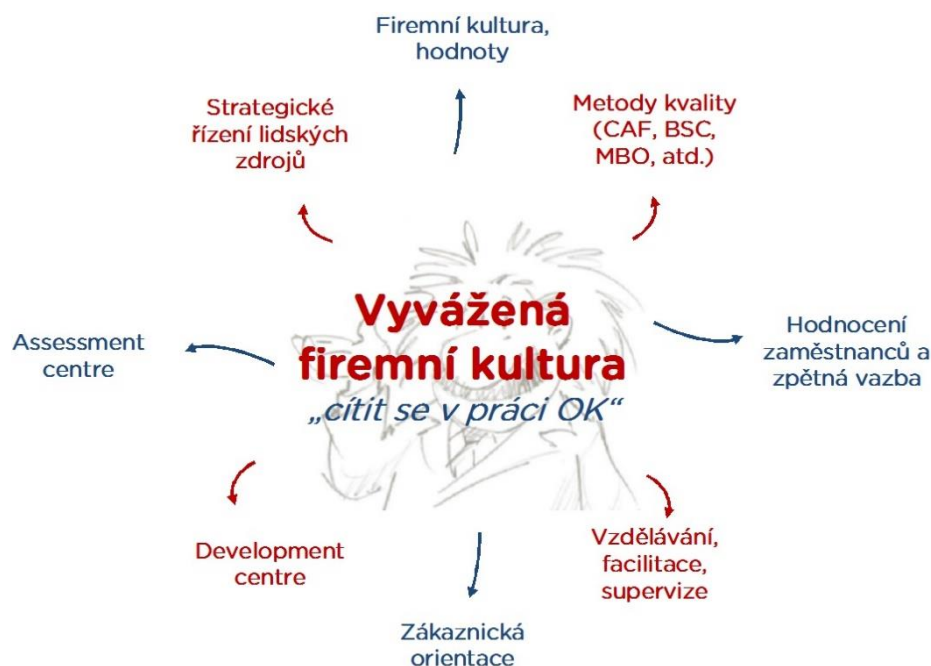 Firemní kultura,
hodnoty
Strategické
řízení lidských
zdrojů
Metody kvality
(CAF, BSC,
MBO, atd.)
Vyvážená
firemní kultura
„cítit se v práci OK“
Assessment
centre
Hodnocení
zaměstnanců a
zpětná vazba
Development
centre
Vzdělávání,
facilitace,
supervize
Zákaznická
orientace